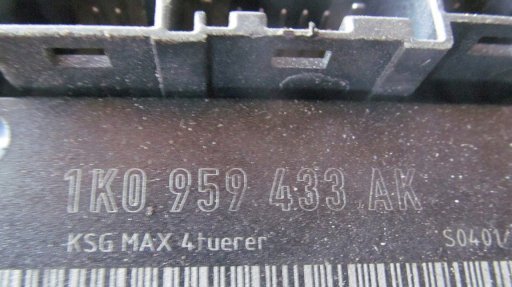 1K0 959 433 AK
KSG MAX 4tuerer S0401/